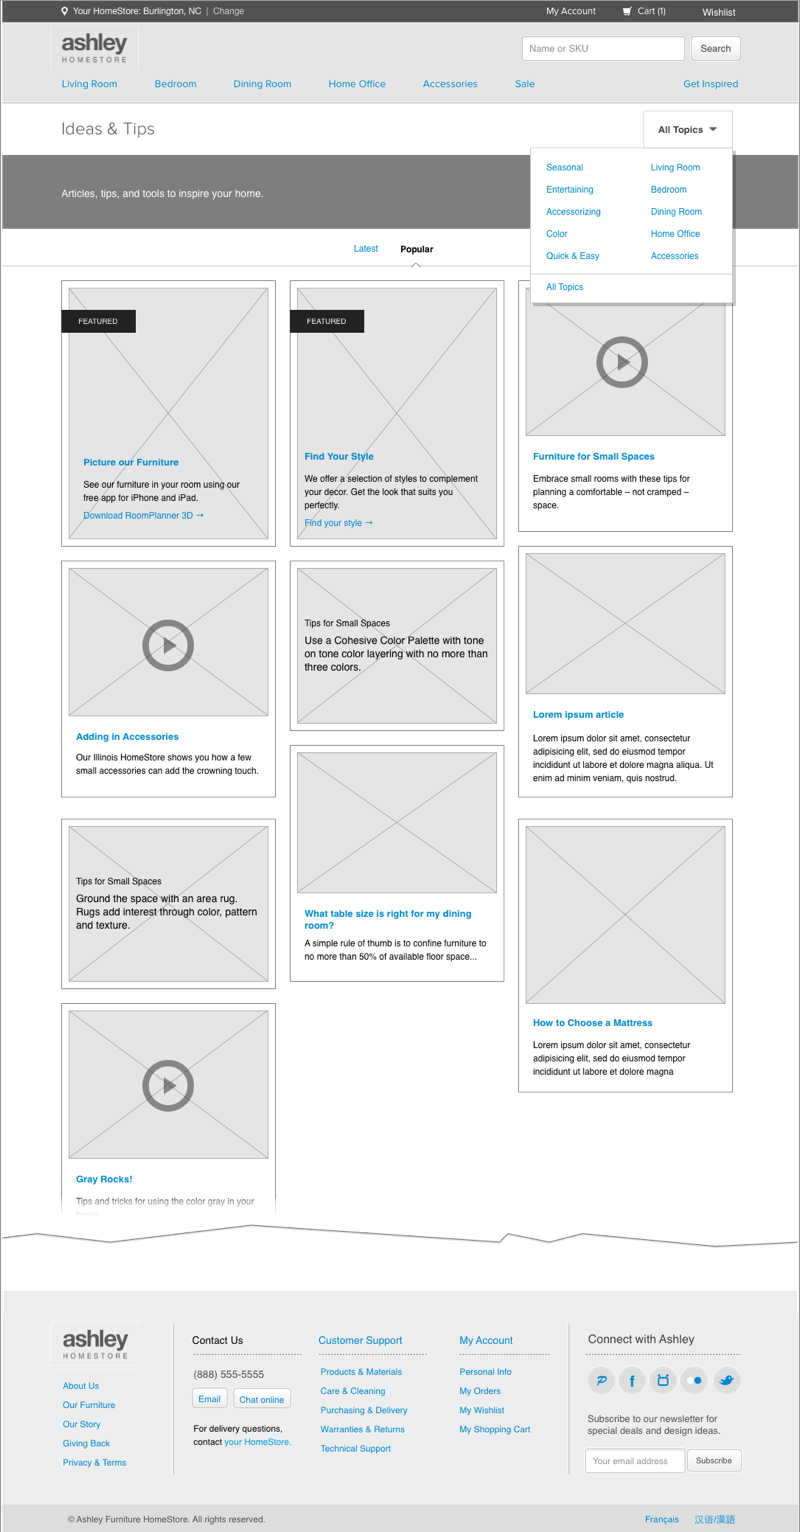 Your HomeStore: Burlington, NC | Change
My Account
Cart (1)
Wishlist
ashley
HOMESTORE
Name or SKU
Search
Living Room
Bedroom
Dining Room
Home Office
Accessories
Sale
Get Inspired
Ideas & Tips
All Topics
Articles, tips, and tools to inspire your home.
Seasonal
Entertaining
Accessorizing
Color
Quick & Easy
Living Room
Bedroom
Dining Room
Home Office
Accessories
All Topics
Latest
Popular
FEATURED
Picture our Furniture
See our furniture in your room using our
free app for iPhone and iPad.
Download RoomPlanner 3D →
FEATURED
Find Your Style
We offer a selection of styles to complement
your decor. Get the look that suits you
perfectly.
Find your style →
Furniture for Small Spaces
Embrace small rooms with these tips for
planning a comfortable – not cramped –
space.
Adding in Accessories
Our Illinois HomeStore shows you how a few
small accessories can add the crowning touch.
Tips for Small Spaces
Use a Cohesive Color Palette with tone
on tone color layering with no more than
three colors.
Lorem ipsum article
Lorem ipsum dolor sit amet, consectetur
adipisicing elit, sed do eiusmod tempor
incididunt ut labore et dolore magna aliqua. Ut
enim ad minim veniam, quis nostrud.
Tips for Small Spaces
Ground the space with an area rug.
Rugs add interest through color, pattern
and texture.
What table size is right for my dining
room?
A simple rule of thumb is to confine furniture to
no more than 50% of available floor space...
How to Choose a Mattress
Lorem ipsum dolor sit amet, consectetur
adipisicing elit, sed do eiusmod tempor
incididunt ut labore et dolore magna
Gray Rocks!
Tips and tricks for using the color gray in your
ashley
HOMESTORE
About Us
Our Furniture
Our Story
Giving Back
Privacy & Terms
Contact Us
(888) 555-5555
Email
Chat online
For delivery questions,
contact your HomeStore.
Customer Support
Products & Materials
Care & Cleaning
Purchasing & Delivery
Warranties & Returns
Technical Support
My Account
Personal Info
My Orders
My Wishlist
My Shopping Cart
Connect with Ashley
Subscribe to our newsletter for
special deals and design ideas.
Your email address
Subscribe
© Ashley Furniture HomeStore. All rights reserved.
Français
汉语/漢語